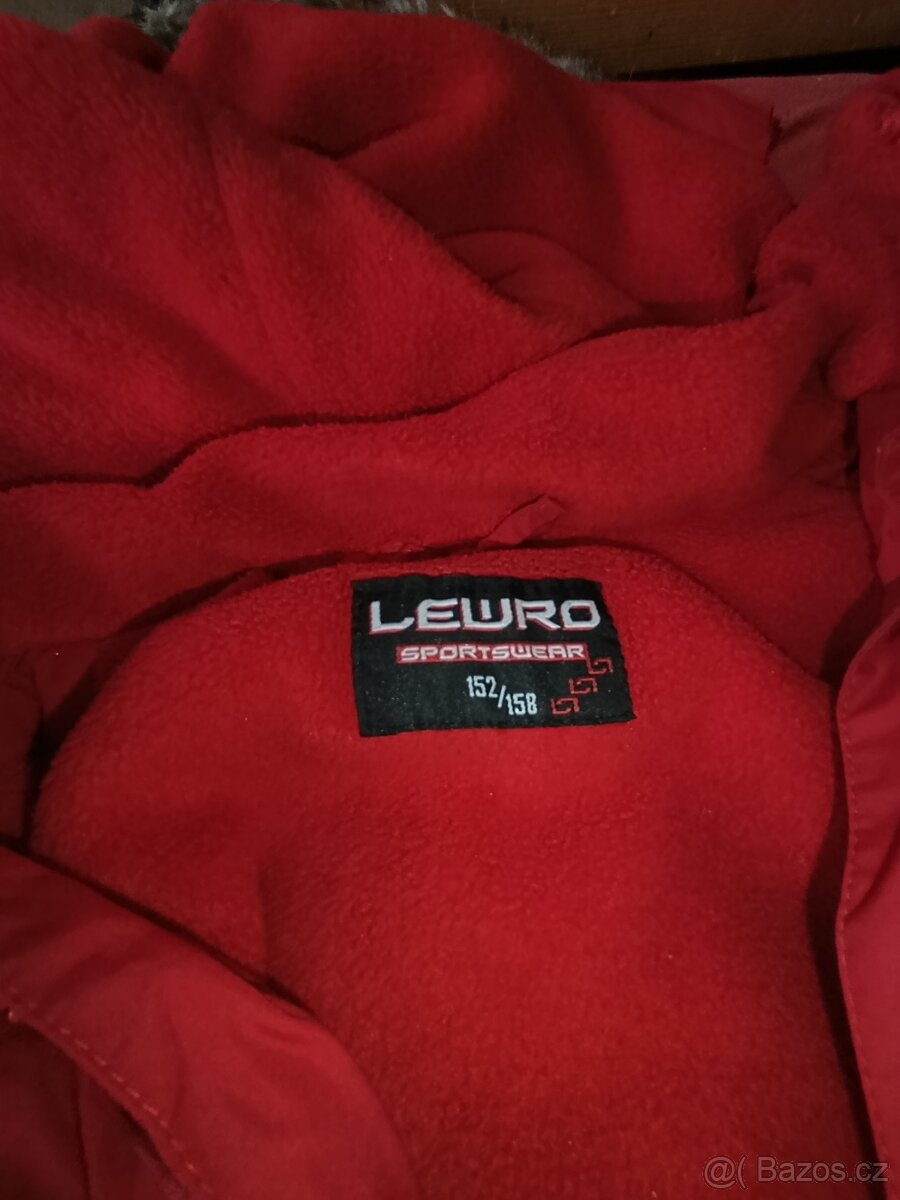 LEWRO
SPORTSWEAR
152/158
@( Bazos.cz